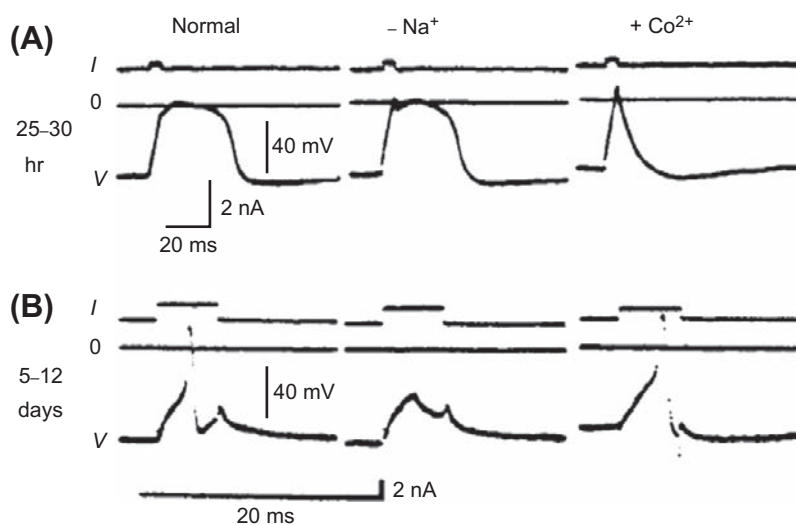 (A)
Normal
– Na⁺
+ Co²⁺
I
0
25–30
hr
40 mV
V
2 nA
20 ms
(B)
I
0
5–12
days
40 mV
V
2 nA
20 ms